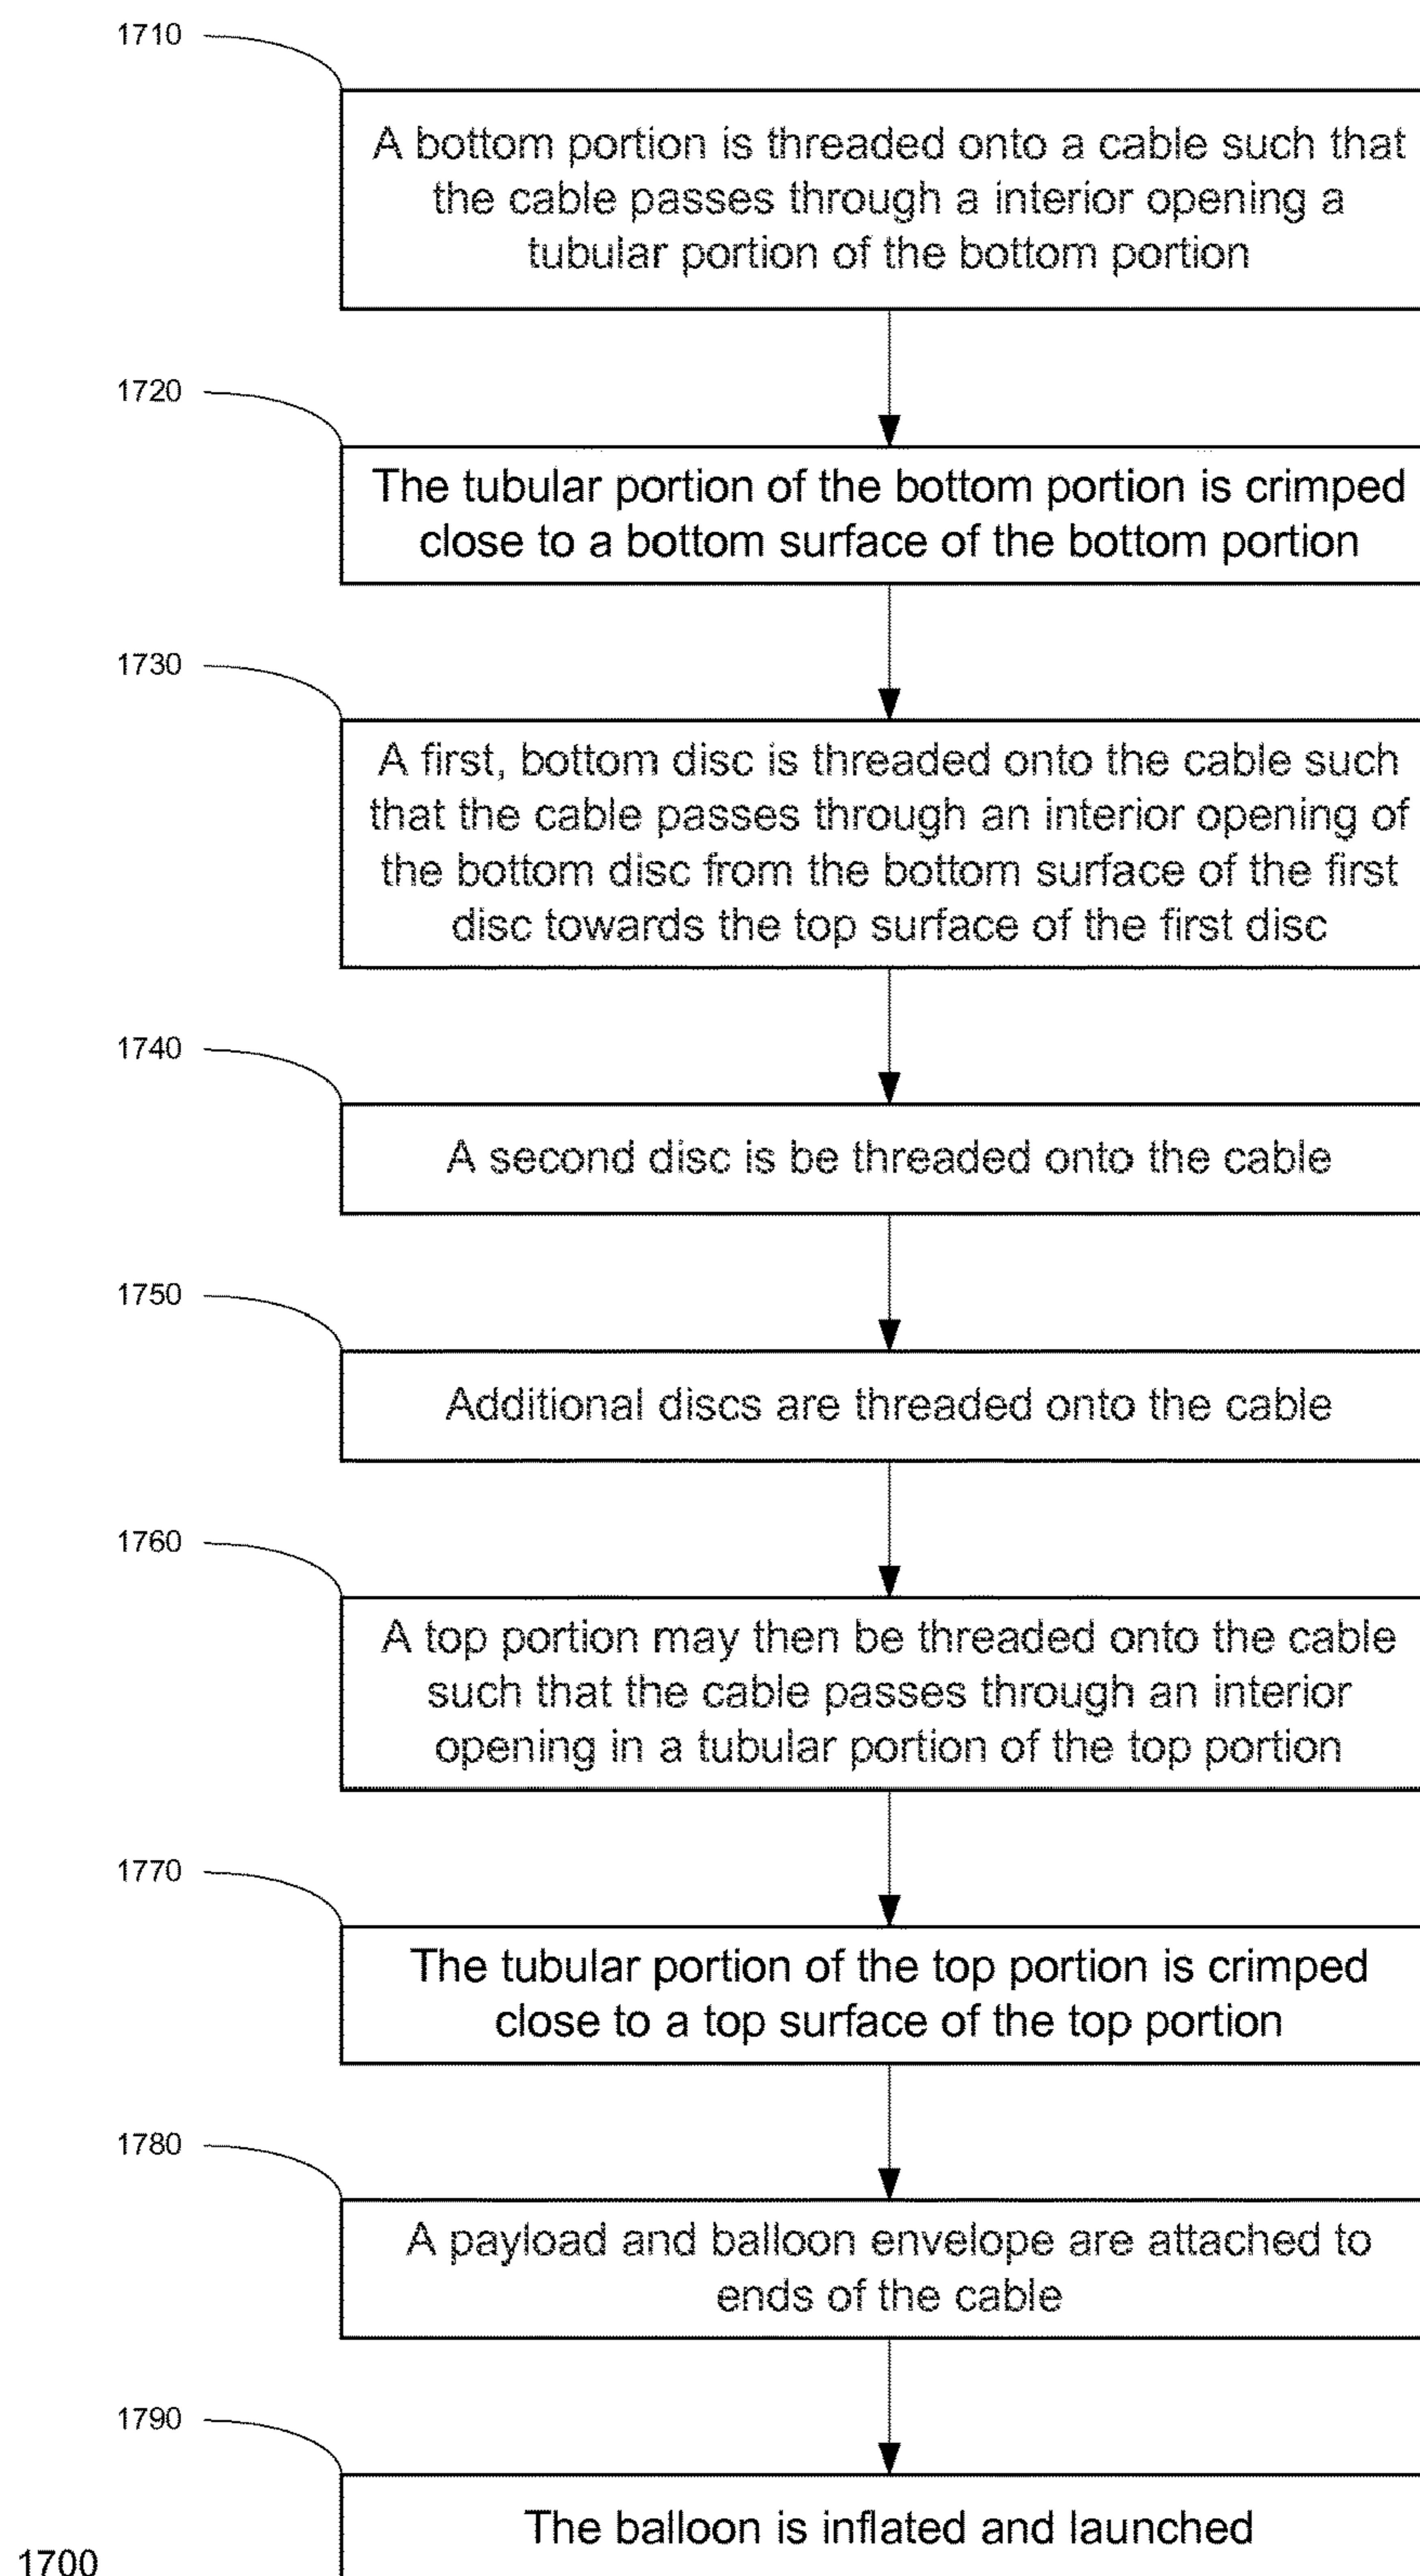 1710
A bottom portion is threaded onto a cable such that
the cable passes through a interior opening a
tubular portion of the bottom portion
1720
The tubular portion of the bottom portion is crimped
close to a bottom surface of the bottom portion
1730
A first, bottom disc is threaded onto the cable such
that the cable passes through an interior opening of
the bottom disc from the bottom surface of the first
disc towards the top surface of the first disc
1740
A second disc is be threaded onto the cable
1750
Additional discs are threaded onto the cable
1760
A top portion may then be threaded onto the cable
such that the cable passes through an interior
opening in a tubular portion of the top portion
1770
The tubular portion of the top portion is crimped
close to a top surface of the top portion
1780
A payload and balloon envelope are attached to
ends of the cable
1790
The balloon is inflated and launched
1700